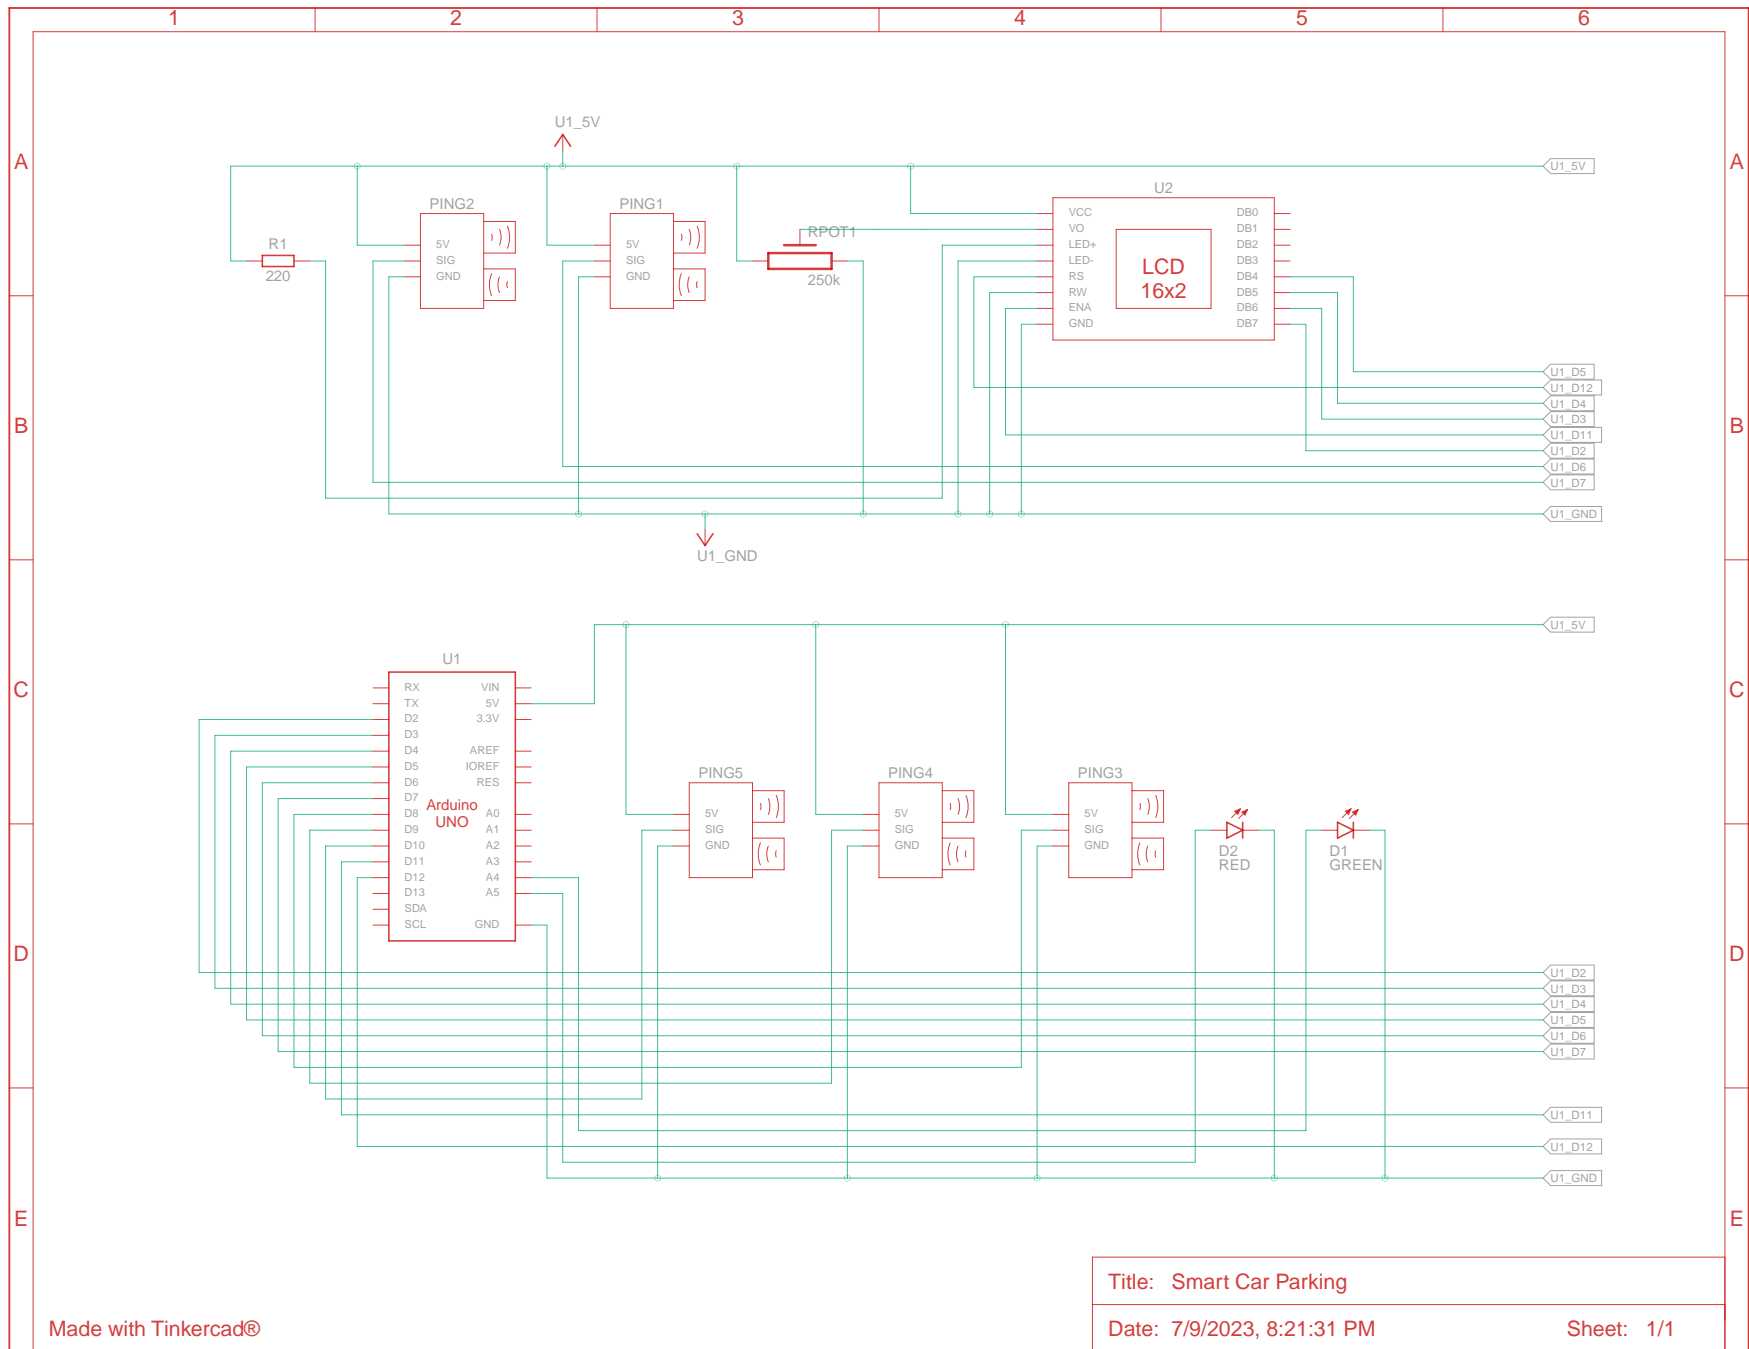 1 2 3 4 5 6
U1_5V
A A
U1_5V
PING2 PING1 U2
5V SIG GND
5V SIG GND
R1
220
RPOT1
250k
VCC DB0
VO DB1
LED+ DB2
LED- DB3
RS DB4
RW DB5
ENA DB6
GND DB7
LCD
16x2
U1_D5
U1_D12
U1_D4
U1_D3
U1_D11
U1_D2
U1_D6
U1_D7
U1_GND
B B
U1_GND
U1_5V
U1
C C
RX VIN
TX 5V
D2 3.3V
D3
D4 AREF
D5 IOREF
D6 RES
D7
D8 A0
D9 A1
D10 A2
D11 A3
D12 A4
D13 A5
SDA
SCL GND
Arduino
UNO
PING5 PING4 PING3
5V SIG GND
5V SIG GND
5V SIG GND
D2
RED
D1
GREEN
D D
U1_D2
U1_D3
U1_D4
U1_D5
U1_D6
U1_D7
U1_D11
U1_D12
U1_GND
E E
Title: Smart Car Parking
Made with Tinkercad®
Date: 7/9/2023, 8:21:31 PM Sheet: 1/1